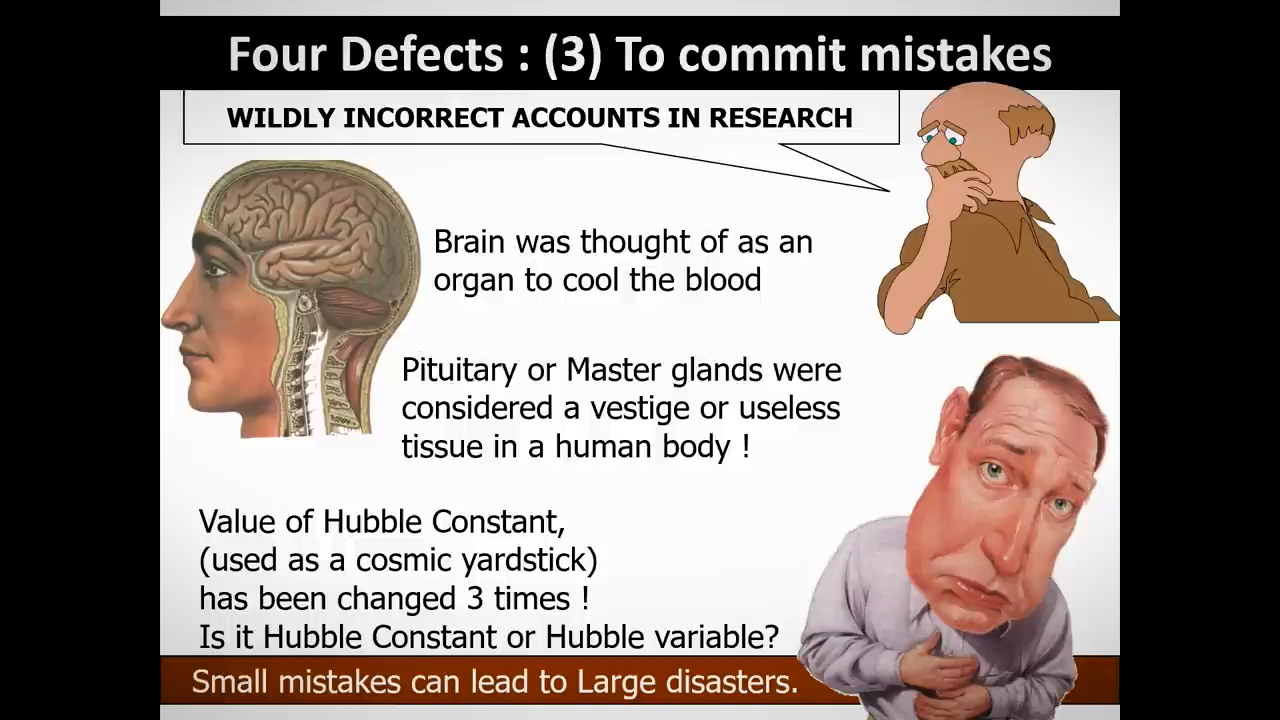 Four Defects : (3) To commit mistakes
WILDLY INCORRECT ACCOUNTS IN RESEARCH
Brain was thought of as an
organ to cool the blood
Pituitary or Master glands were
considered a vestige or useless
tissue in a human body !
Value of Hubble Constant,
(used as a cosmic yardstick)
has been changed 3 times !
Is it Hubble Constant or Hubble variable?
Small mistakes can lead to Large disasters.